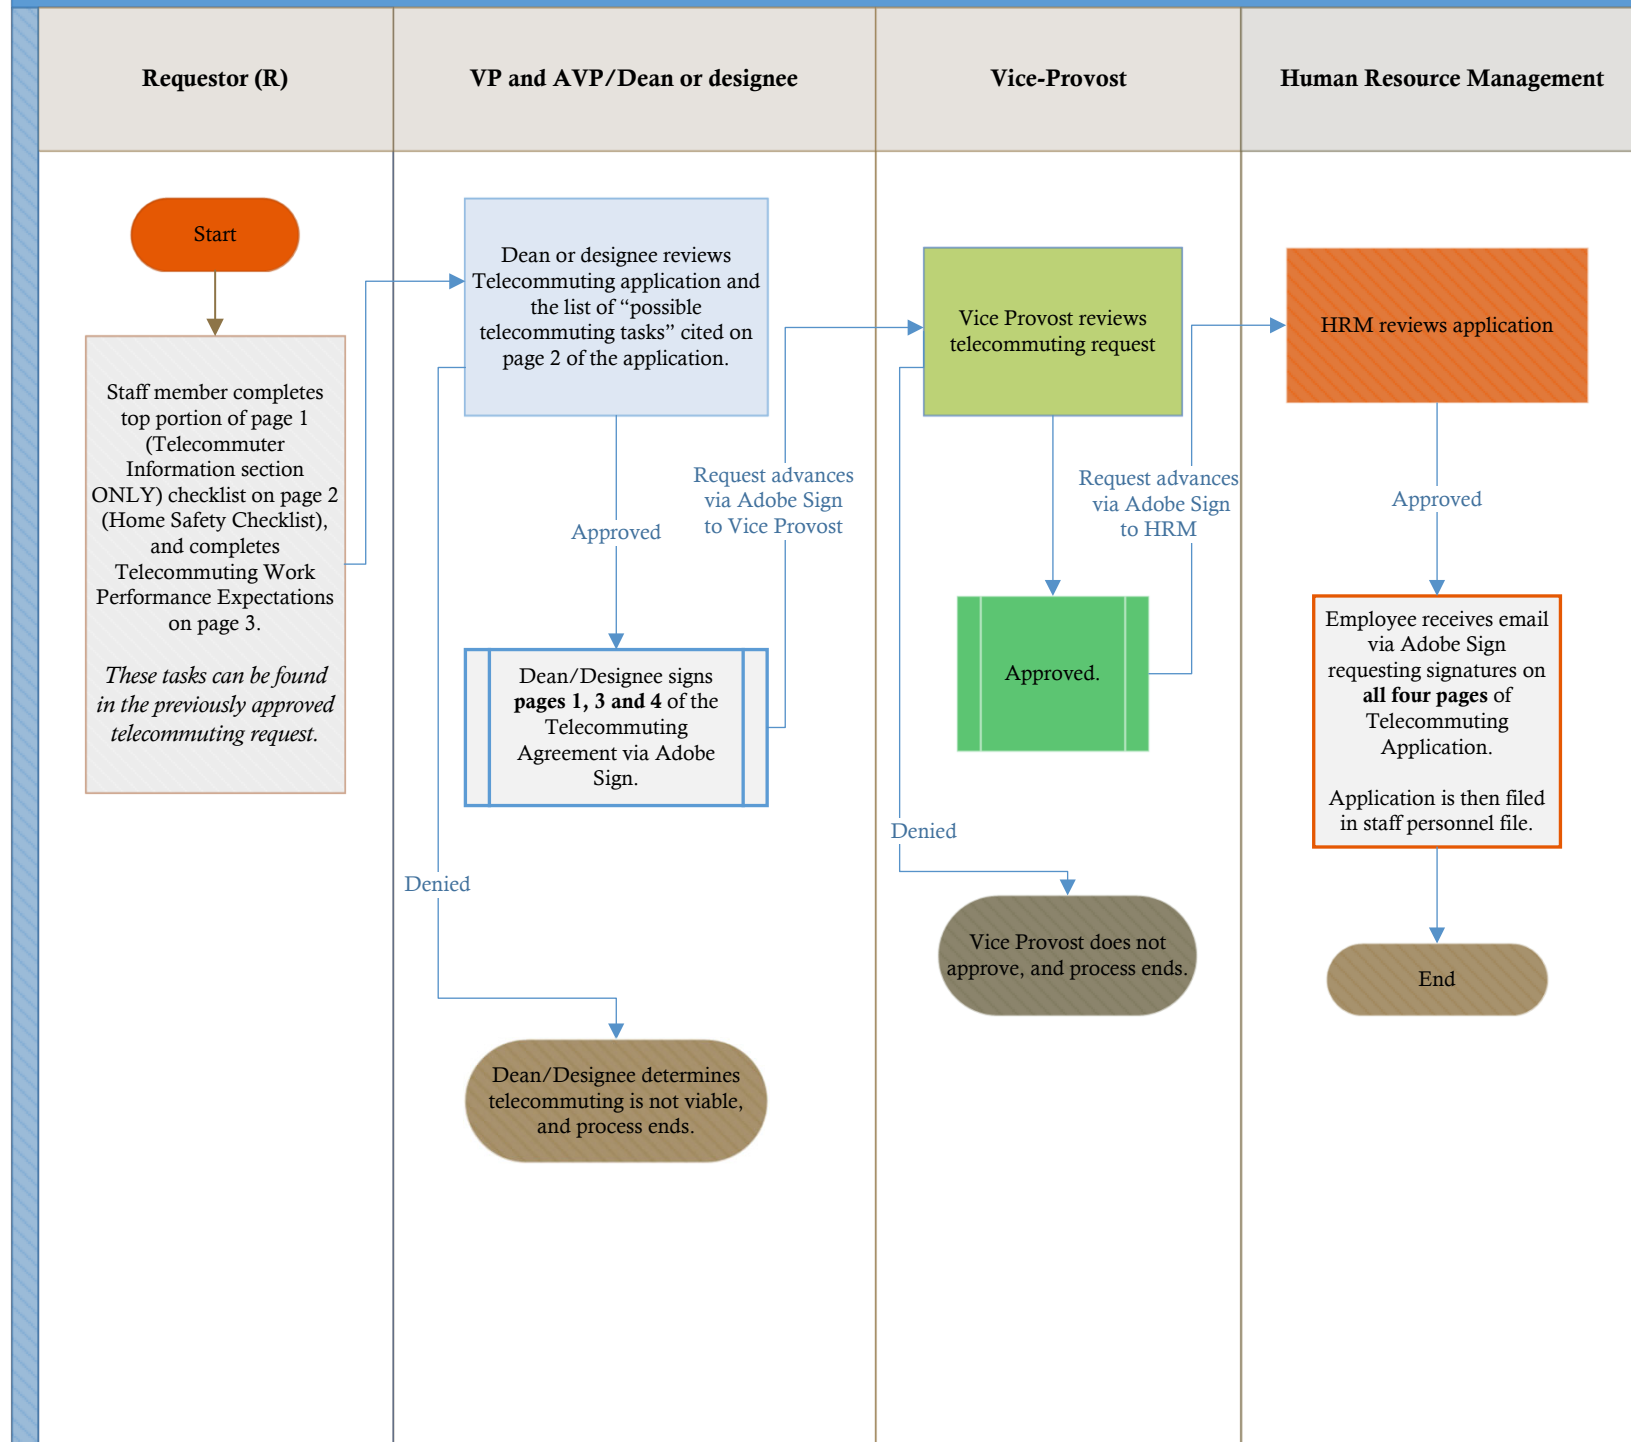 Requestor (R)
VP and AVP/Dean or designee
Vice-Provost
Human Resource Management
Start
Staff member completes
top portion of page 1
(Telecommuter
Information section
ONLY) checklist on page 2
(Home Safety Checklist),
and completes
Telecommuting Work
Performance Expectations
on page 3.
These tasks can be found
in the previously approved
telecommuting request.
Dean or designee reviews
Telecommuting application and
the list of “possible
telecommuting tasks” cited on
page 2 of the application.
Approved
Dean/Designee signs
pages 1, 3 and 4 of the
Telecommuting
Agreement via Adobe
Sign.
Denied
Dean/Designee determines
telecommuting is not viable,
and process ends.
Request advances
via Adobe Sign
to Vice Provost
Vice Provost reviews
telecommuting request
Approved.
Denied
Vice Provost does not
approve, and process ends.
Request advances
via Adobe Sign
to HRM
HRM reviews application
Approved
Employee receives email
via Adobe Sign
requesting signatures on
all four pages of
Telecommuting
Application.
Application is then filed
in staff personnel file.
End